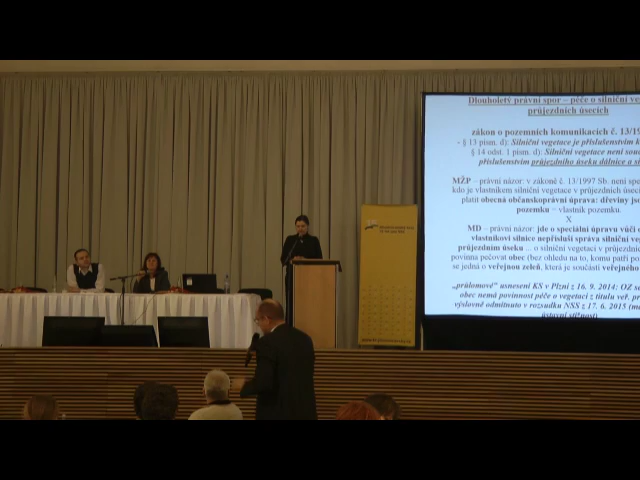 Dlouholetý právní spor – péče o silniční ve
průjezdních úsecích
zákon o pozemních komunikacích č. 13/19
- § 13 písm. d): Silniční vegetace je příslušenstvím k
§ 14 odst. 1 písm. d): Silniční vegetace není souč
příslušenstvím průjezdního úseku dálnice a si
MŽP – právní názor: v zákoně č. 13/1997 Sb. není spe
kdo je vlastníkem silniční vegetace v průjezdních úsec
platí obecná občanskoprávní úprava: dřeviny jso
pozemku = vlastník pozemku.
X
MD – právní názor: jde o speciální úpravu vůči o
vlastníkovi silnice nepřísluší správa silniční ve
průjezdním úseku ... o silniční vegetaci v průjezdních
povinna pečovat obec (bez ohledu na to, komu patří po
se jedná o veřejnou zeleň, která je součástí veřejného
„průlomové" usnesení KS v Plzni z 16. 9. 2014: OZ se
obec nemá povinnost péče o vegetaci z titulu veř. pr
výslovně odmítnuto v rozsudku NSS z 17. 6. 2015 (me
ústavní stížnost)